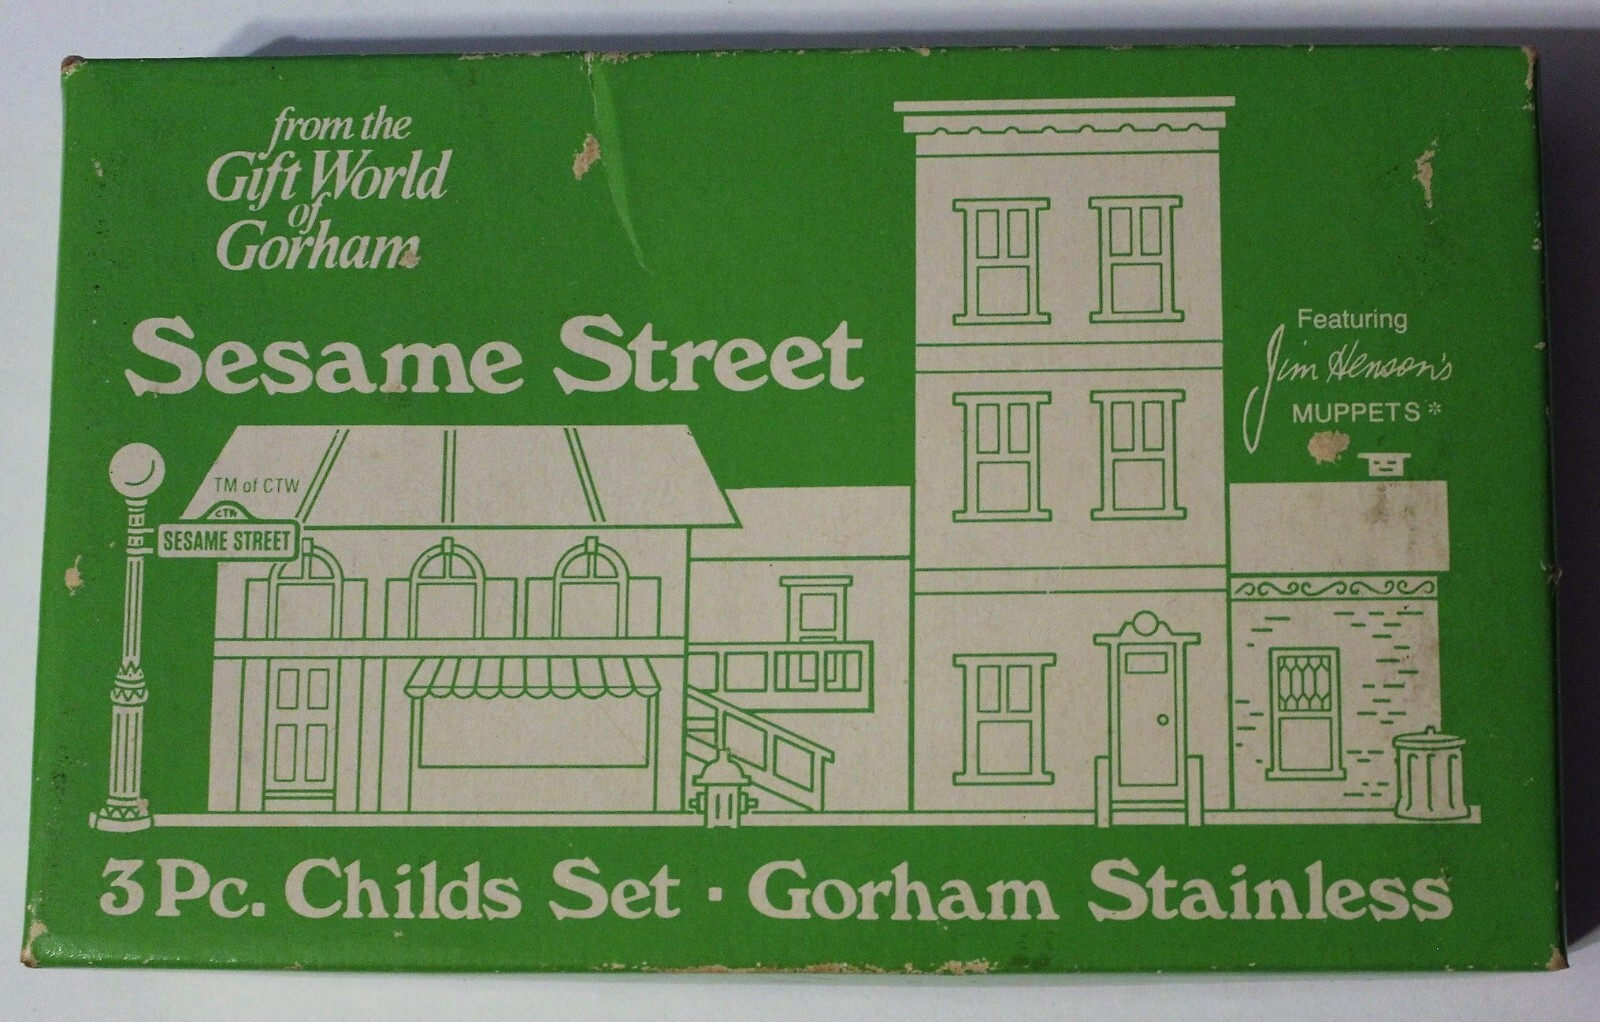 from the
Gift World
of
Gorham
Sesame Street
Featuring
Jim Henson's
MUPPETS*
TM of CTW
CTW
SESAME STREET
3 Pc. Childs Set · Gorham Stainless